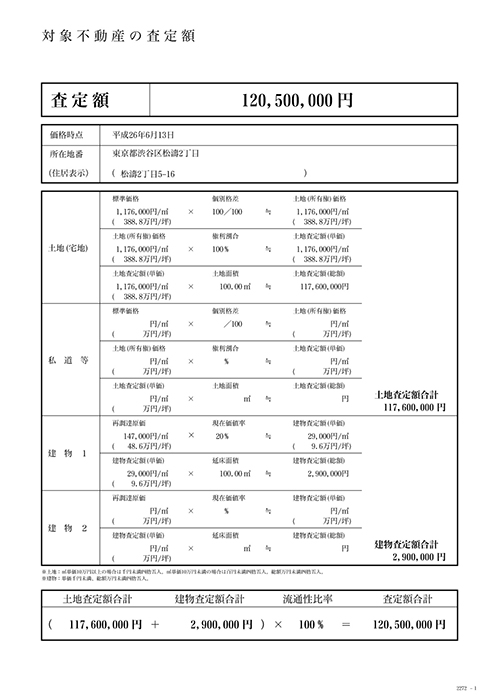 対象不動産の査定額
査定額 120,500,000 円
価格時点 平成26年6月13日
所在地番 東京都渋谷区松濤2丁目
(住居表示) ( 松濤2丁目5-16 )
標準価格 個別格差 土地(所有権)価格
1,176,000円/㎡ × 100/100 ≒ 1,176,000円/㎡
( 388.8万円/坪) ( 388.8万円/坪)
土地(宅地) 土地(所有権)価格 権利割合 土地査定額(単価)
1,176,000円/㎡ × 100% ≒ 1,176,000円/㎡
( 388.8万円/坪) ( 388.8万円/坪)
土地査定額(単価) 土地面積 土地査定額(総額)
1,176,000円/㎡ × 100.00㎡ ≒ 117,600,000円
( 388.8万円/坪)
標準価格 個別格差 土地(所有権)価格
円/㎡ × /100 ≒ 円/㎡
( 万円/坪) ( 万円/坪)
土地(所有権)価格 権利割合 土地査定額(単価)
私道等 円/㎡ × % ≒ 円/㎡
( 万円/坪) ( 万円/坪)
土地査定額(単価) 土地面積 土地査定額(総額)
円/㎡ × ㎡ ≒ 円 土地査定額合計
( 万円/坪) 117,600,000 円
再調達原価 現在価値率 建物査定額(単価)
147,000円/㎡ × 20% ≒ 29,000円/㎡
( 48.6万円/坪) ( 9.6万円/坪)
建物 1
建物査定額(単価) 延床面積 建物査定額(総額)
29,000円/㎡ × 100.00㎡ ≒ 2,900,000円
( 9.6万円/坪)
再調達原価 現在価値率 建物査定額(単価)
円/㎡ × % ≒ 円/㎡
( 万円/坪) ( 万円/坪)
建物 2
建物査定額(単価) 延床面積 建物査定額(総額)
円/㎡ × ㎡ ≒ 円 建物査定額合計
( 万円/坪) 2,900,000 円
※土地：㎡単価10万円以上の場合は千円未満四捨五入、㎡単価10万円未満の場合は百円未満四捨五入、総額万円未満四捨五入。
※建物：単価千円未満、総額万円未満四捨五入。
土地査定額合計 建物査定額合計 流通性比率 査定額合計
( 117,600,000 円 + 2,900,000 円 ) × 100% = 120,500,000 円
2272 - 1